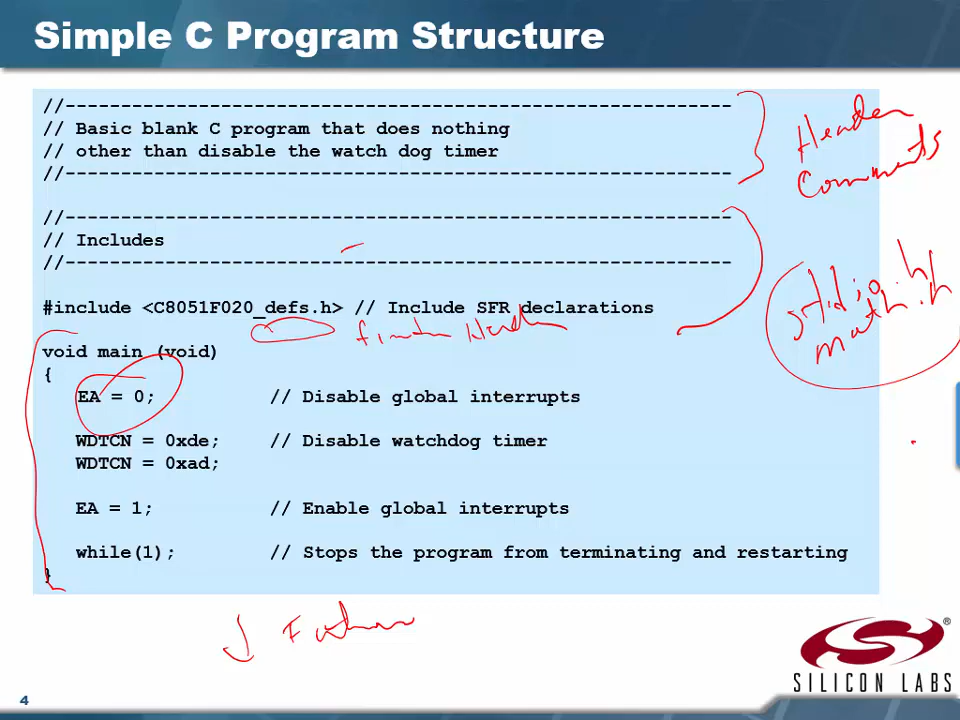 Simple C Program Structure
//-------------------------------------------------------------
// Basic blank C program that does nothing
// other than disable the watch dog timer
//-------------------------------------------------------------
Header
Comments
//-------------------------------------------------------------
// Includes
//-------------------------------------------------------------
#include <C8051F020_defs.h> // Include SFR declarations
stdio.h
math.h
void main (void)
{
EA = 0; // Disable global interrupts
WDTCN = 0xde; // Disable watchdog timer
WDTCN = 0xad;
EA = 1; // Enable global interrupts
while(1); // Stops the program from terminating and restarting
}
4
SILICON LABS
®